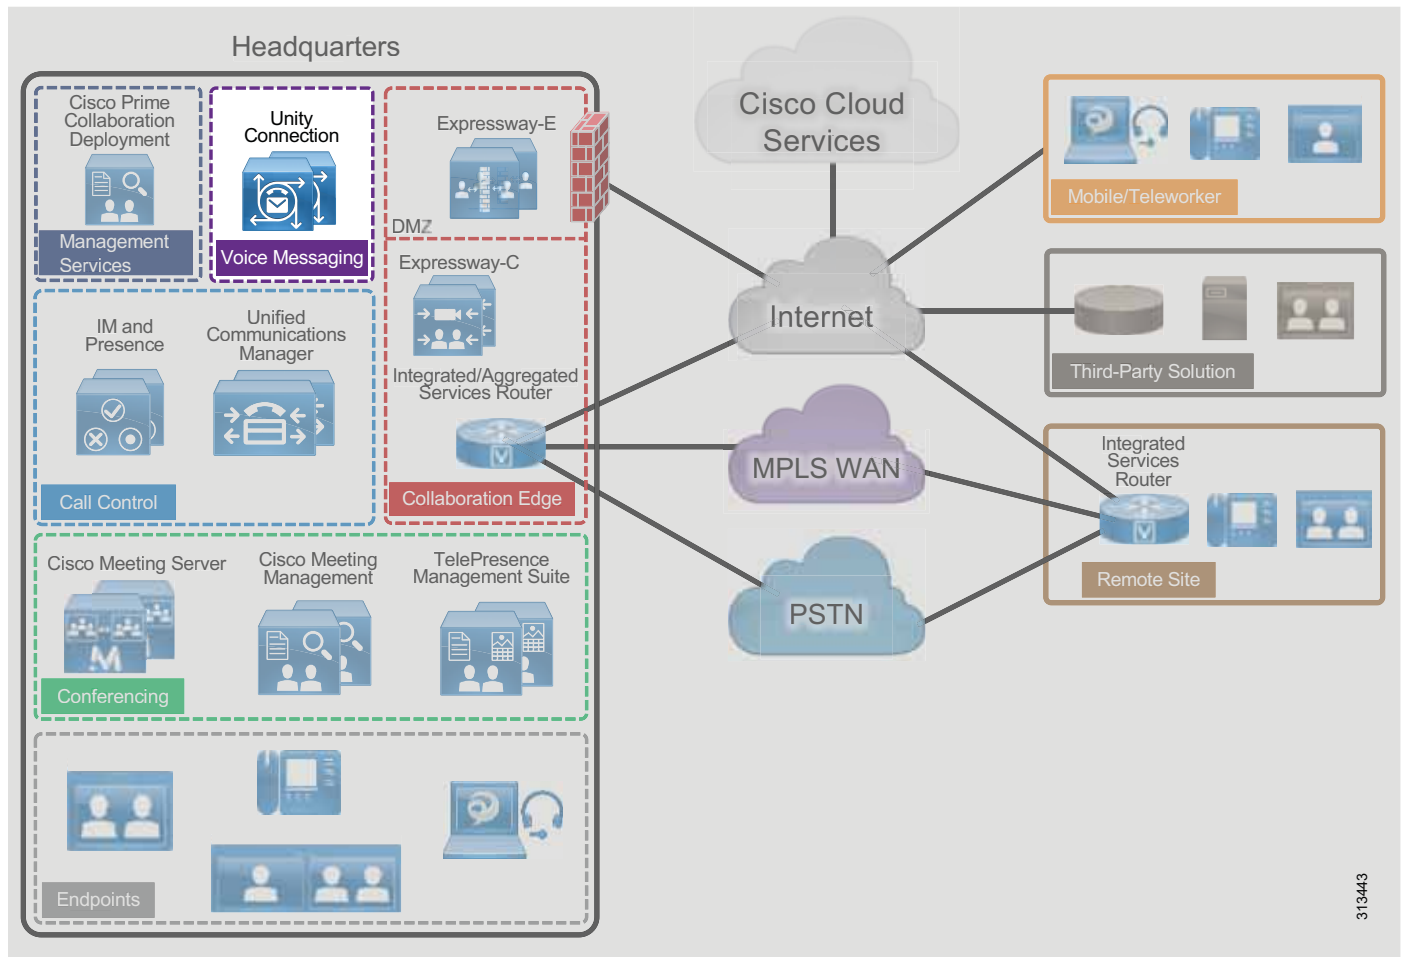 Headquarters
Cisco Prime
Collaboration
Deployment
Management
Services
Unity
Connection
Voice Messaging
Expressway-E
DMZ
Expressway-C
Integrated/Aggregated
Services Router
Collaboration Edge
IM and
Presence
Unified
Communications
Manager
Call Control
Cisco Meeting Server
M
Cisco Meeting
Management
TelePresence
Management Suite
Conferencing
Endpoints
Cisco Cloud
Services
Internet
MPLS WAN
PSTN
Mobile/Teleworker
Third-Party Solution
Integrated
Services
Router
V
V
Remote Site
313443